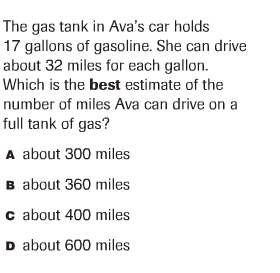 The gas tank in Ava's car holds
17 gallons of gasoline. She can drive
about 32 miles for each gallon.
Which is the best estimate of the
number of miles Ava can drive on a
full tank of gas?
A about 300 miles
B about 360 miles
C about 400 miles
D about 600 miles